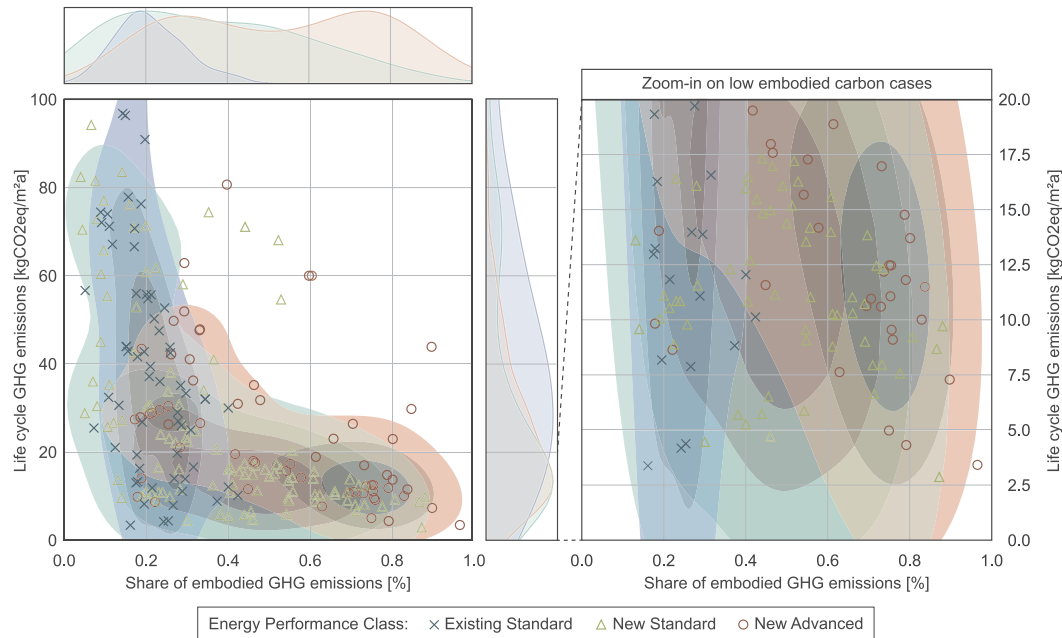 Zoom-in on low embodied carbon cases
100
80
60
40
20
0
Life cycle GHG emissions [kgCO2eq/m²a]
0.0 0.2 0.4 0.6 0.8 1.0
Share of embodied GHG emissions [%]
20.0
17.5
15.0
12.5
10.0
7.5
5.0
2.5
0.0
Life cycle GHG emissions [kgCO2eq/m²a]
0.0 0.2 0.4 0.6 0.8 1.0
Share of embodied GHG emissions [%]
Energy Performance Class: Existing Standard New Standard New Advanced